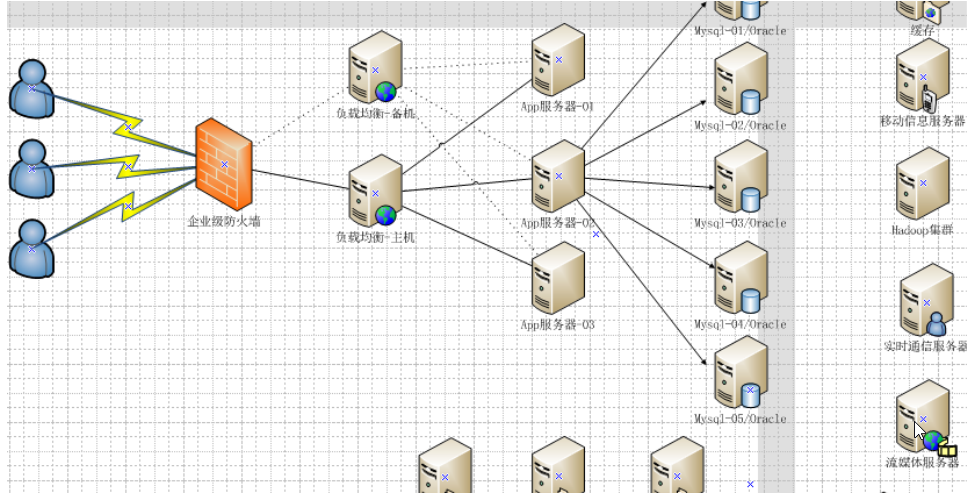 Mysql-01/Oracle
缓存
负载均衡-备机
App服务器-01
Mysql-02/Oracle
移动信息服务器
企业级防火墙
负载均衡-主机
App服务器-02
Mysql-03/Oracle
Hadoop集群
App服务器-03
Mysql-04/Oracle
实时通信服务器
Mysql-05/Oracle
流媒体服务器